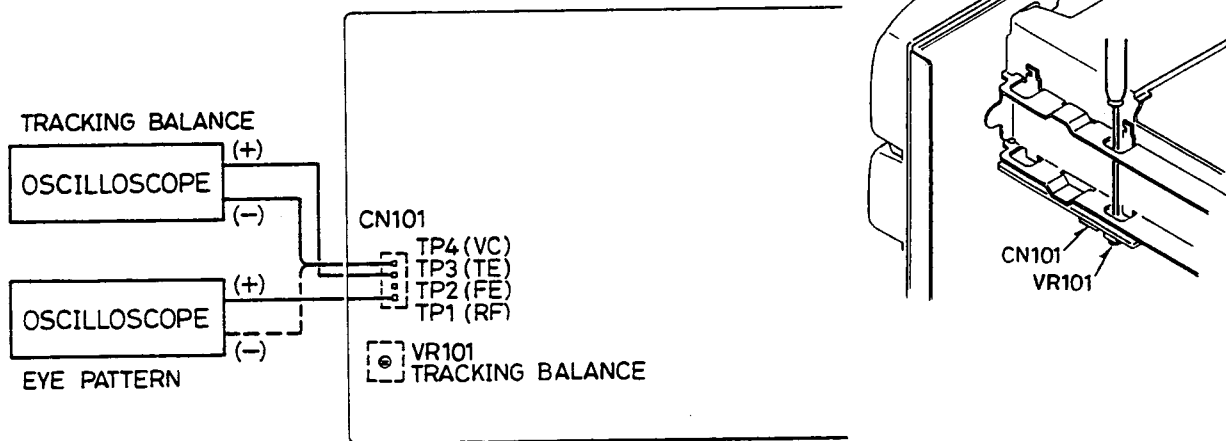 TRACKING BALANCE
OSCILLOSCOPE
(+)
(-)
OSCILLOSCOPE
(+)
(-)
EYE PATTERN
CN101
TP4 (VC)
TP3 (TE)
TP2 (FE)
TP1 (RF)
VR101
TRACKING BALANCE
CN101
VR101